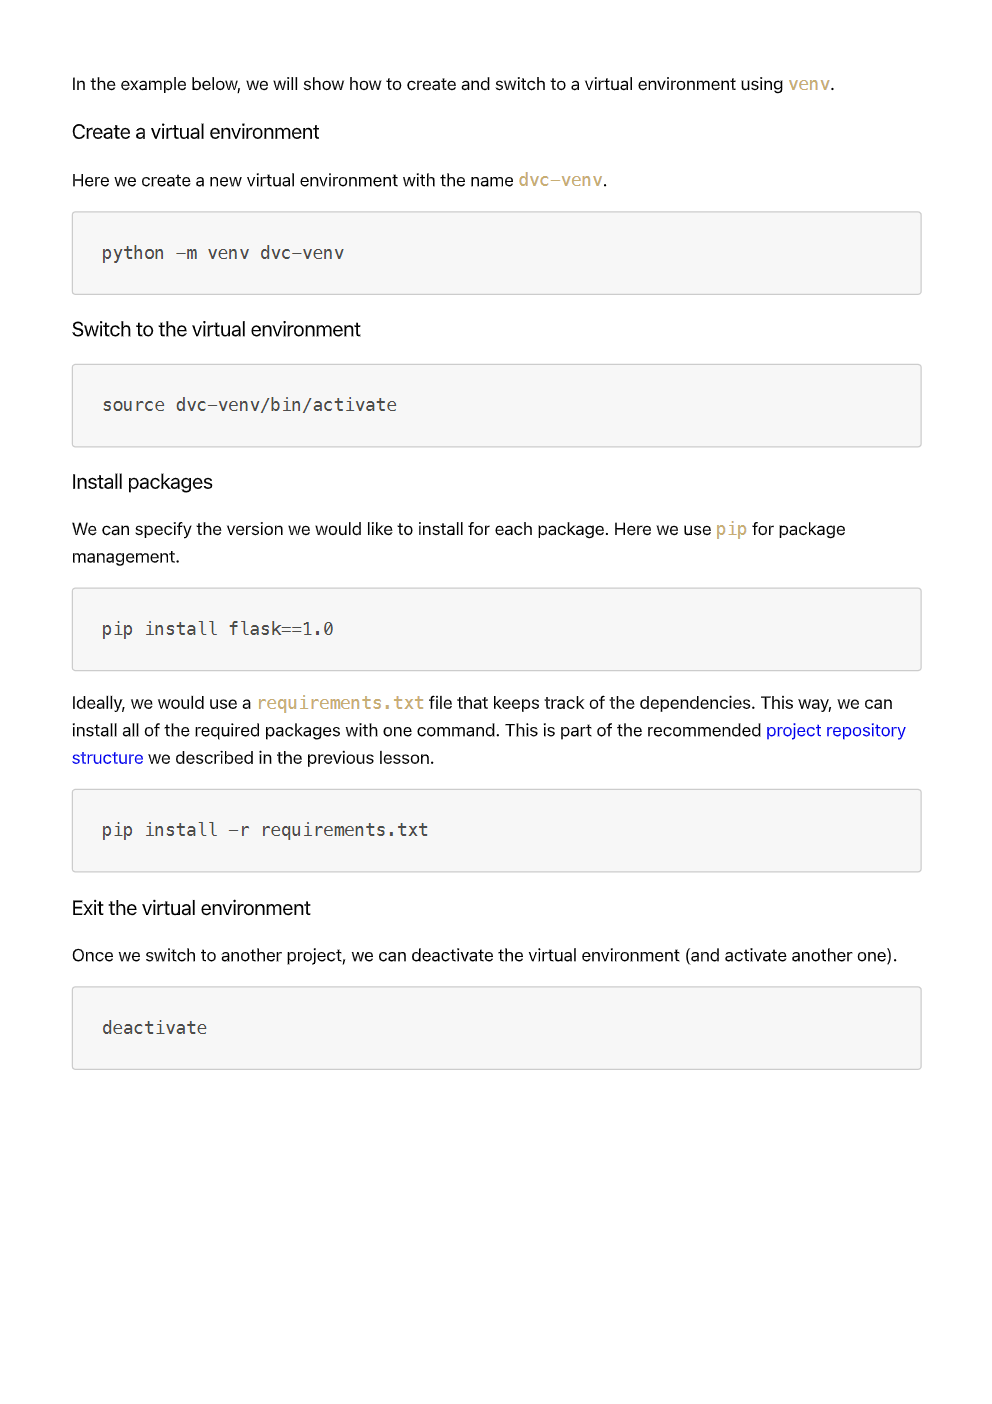 In the example below, we will show how to create and switch to a virtual environment using venv.
Create a virtual environment
Here we create a new virtual environment with the name dvc-venv.
python -m venv dvc-venv
Switch to the virtual environment
source dvc-venv/bin/activate
Install packages
We can specify the version we would like to install for each package. Here we use pip for package
management.
pip install flask==1.0
Ideally, we would use a requirements.txt file that keeps track of the dependencies. This way, we can
install all of the required packages with one command. This is part of the recommended project repository
structure we described in the previous lesson.
pip install -r requirements.txt
Exit the virtual environment
Once we switch to another project, we can deactivate the virtual environment (and activate another one).
deactivate